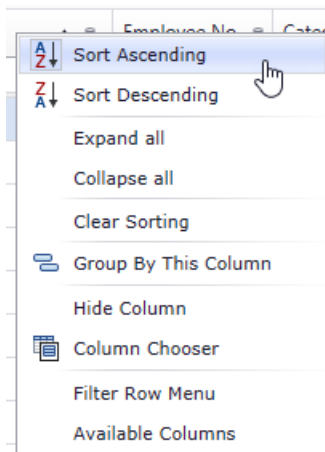 Employee No.
Sort Ascending
Sort Descending
Expand all
Collapse all
Clear Sorting
Group By This Column
Hide Column
Column Chooser
Filter Row Menu
Available Columns